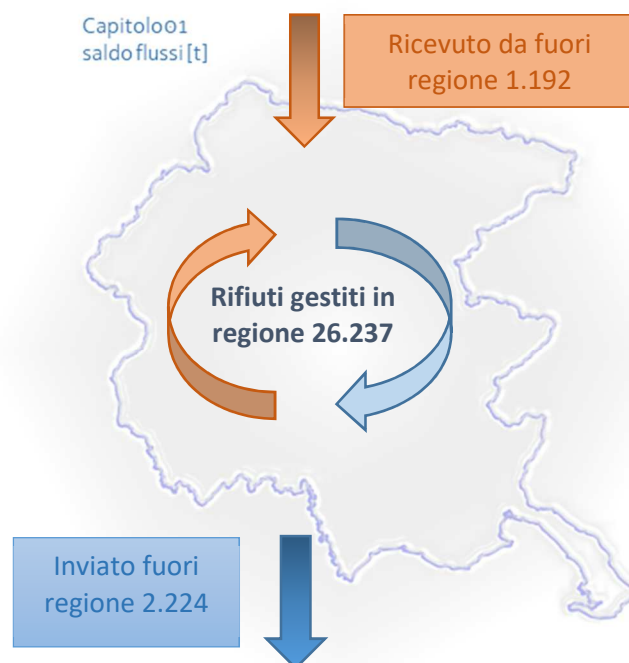 Capitolo01
saldo flussi [t]
Ricevuto da fuori
regione 1.192
Rifiuti gestiti in
regione 26.237
Inviato fuori
regione 2.224